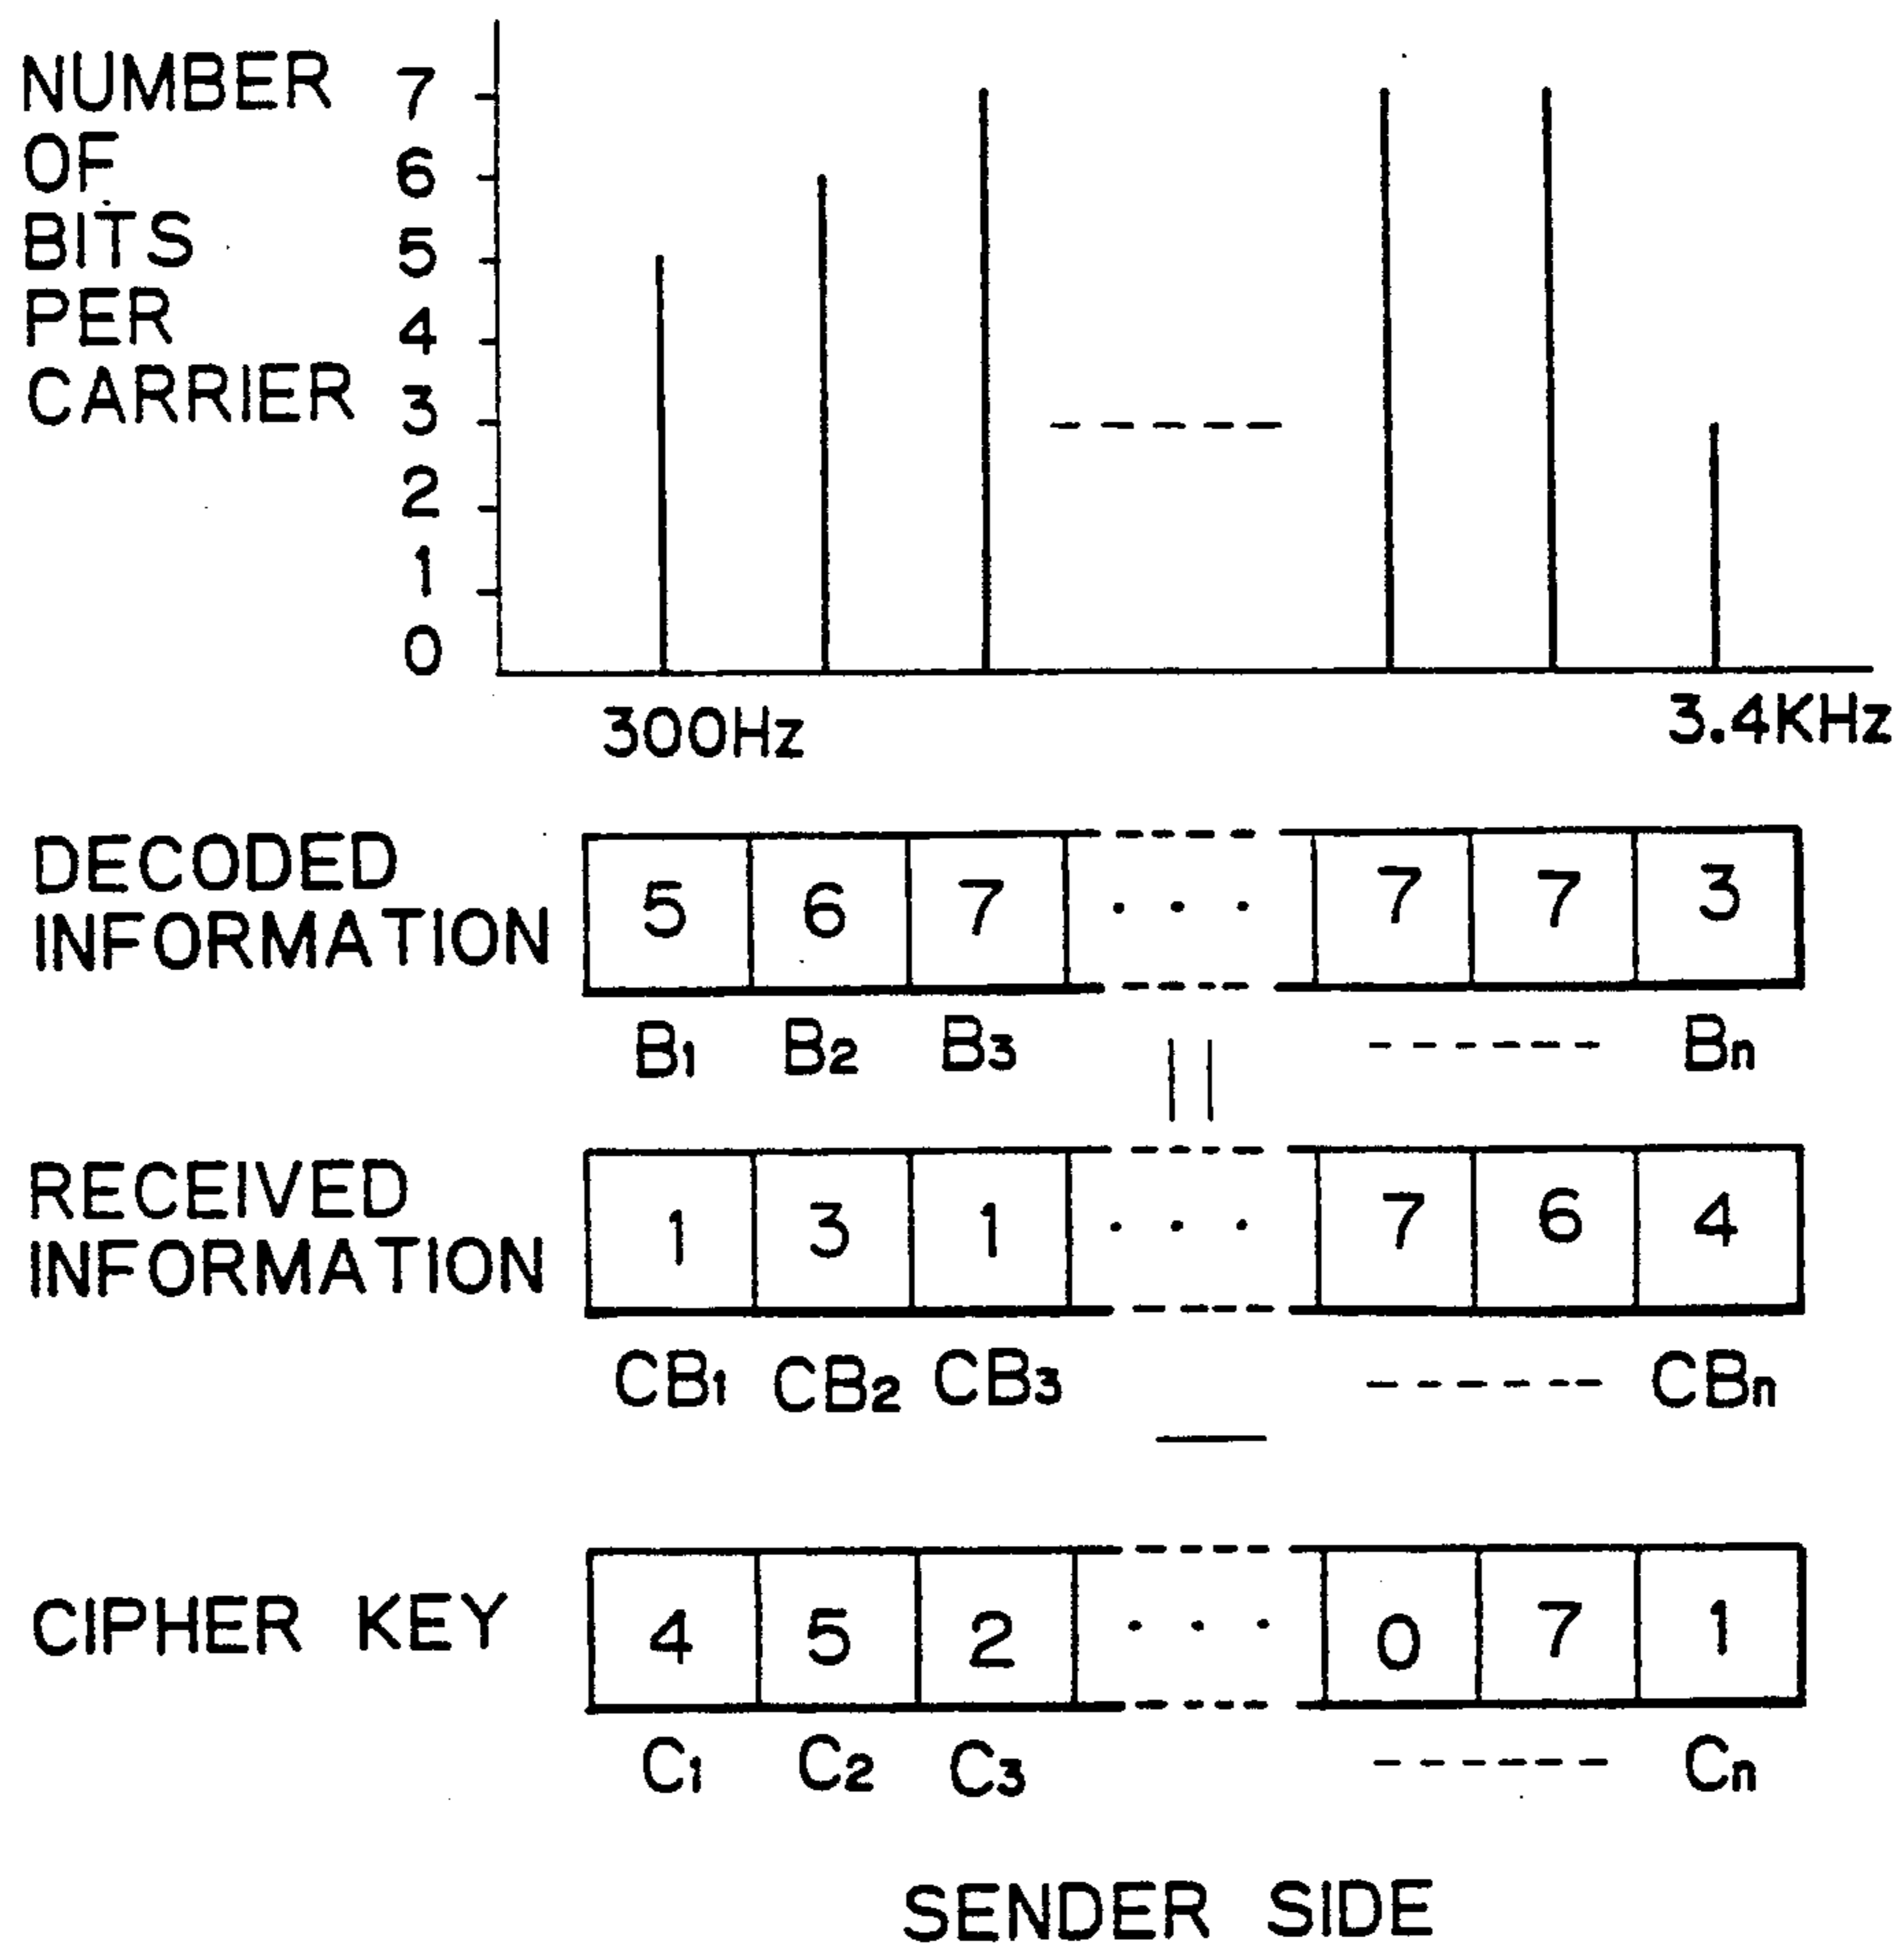 NUMBER
OF
BITS
PER
CARRIER
7
6
5
4
3
2
1
0
300Hz 3.4KHz
DECODED
INFORMATION
5 6 7 . . . 7 7 3
B1 B2 B3 ------ Bn
RECEIVED
INFORMATION
1 3 1 . . . 7 6 4
CB1 CB2 CB3 ------ CBn
CIPHER KEY
4 5 2 . . . 0 7 1
C1 C2 C3 ------ Cn
SENDER SIDE